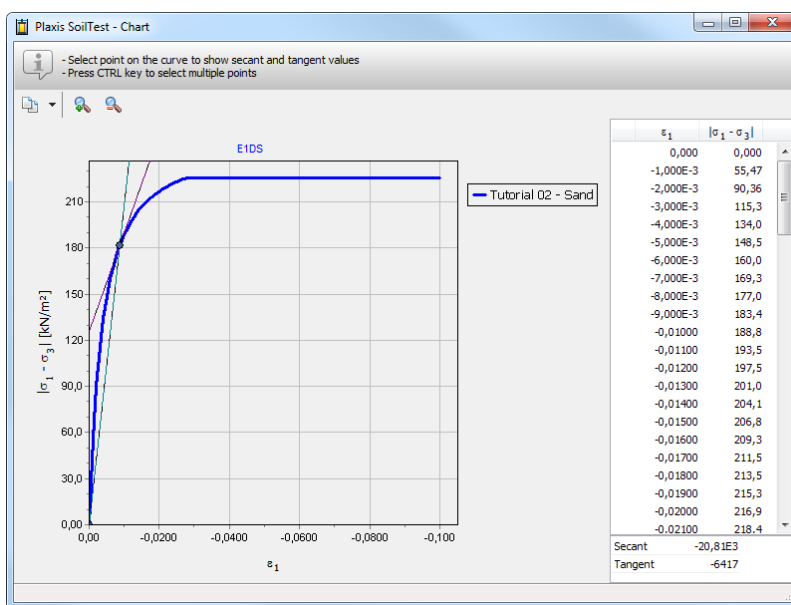 Plaxis SoilTest - Chart
- Select point on the curve to show secant and tangent values
- Press CTRL key to select multiple points
E1DS
|σ1 - σ3| [kN/m²]
210
180
150
120
90,0
60,0
30,0
0,00
0,00 -0,0200 -0,0400 -0,0600 -0,0800 -0,100
ε1
Tutorial 02 - Sand
ε1 |σ1 - σ3|
0,000 0,000
-1,000E-3 55,47
-2,000E-3 90,36
-3,000E-3 115,3
-4,000E-3 134,0
-5,000E-3 148,5
-6,000E-3 160,0
-7,000E-3 169,3
-8,000E-3 177,0
-9,000E-3 183,4
-0,01000 188,8
-0,01100 193,5
-0,01200 197,5
-0,01300 201,0
-0,01400 204,1
-0,01500 206,8
-0,01600 209,3
-0,01700 211,5
-0,01800 213,5
-0,01900 215,3
-0,02000 216,9
-0.02100 218.4
Secant -20,81E3
Tangent -6417